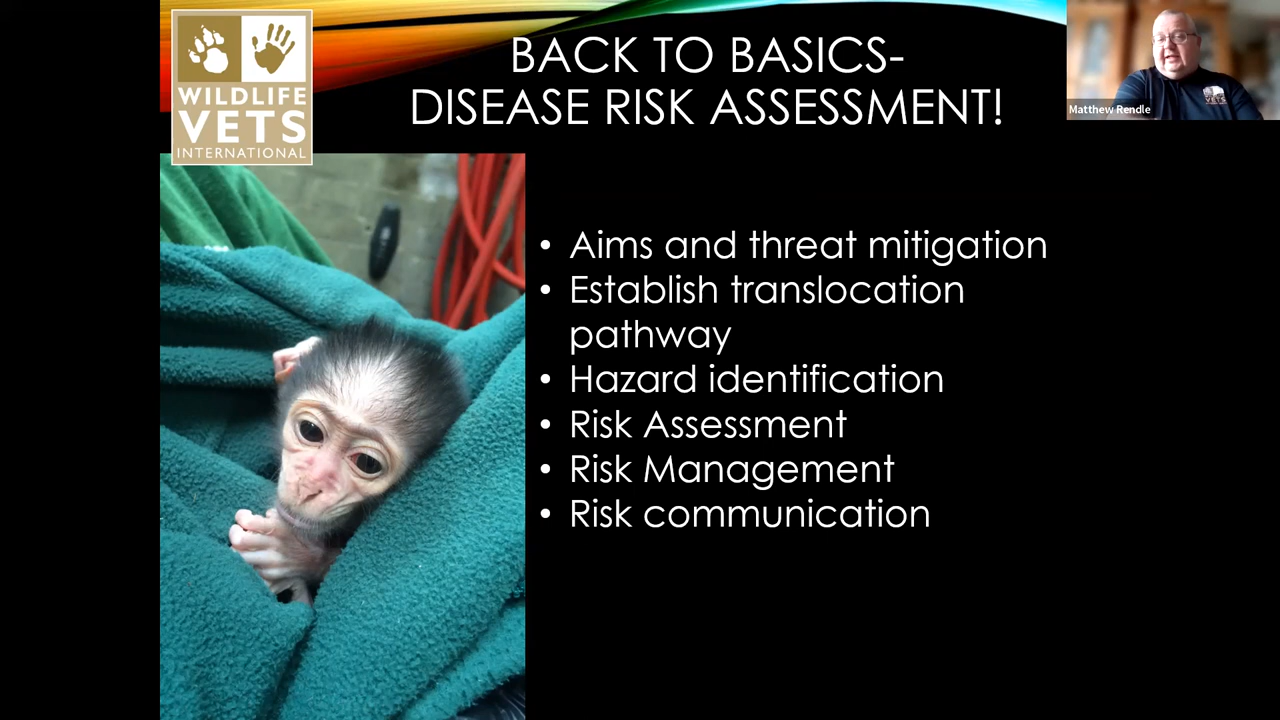 WILDLIFE
VETS
INTERNATIONAL
BACK TO BASICS-
DISEASE RISK ASSESSMENT!
Matthew Rendle
• Aims and threat mitigation
• Establish translocation
pathway
• Hazard identification
• Risk Assessment
• Risk Management
• Risk communication